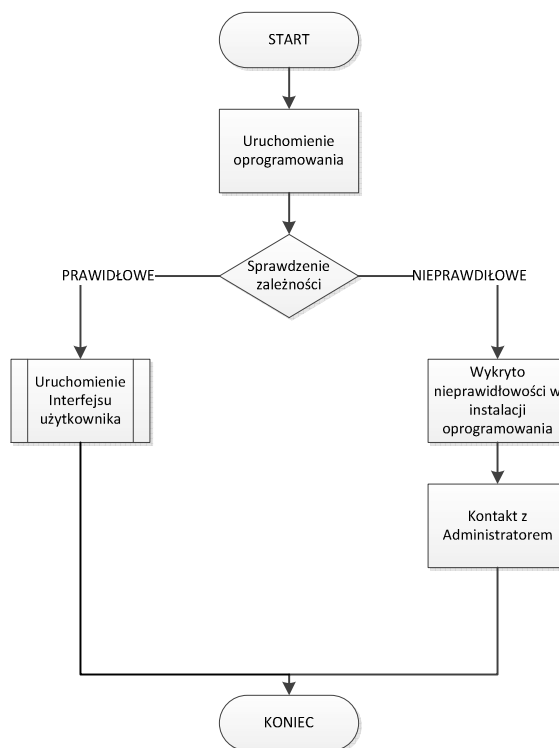 START
Uruchomienie
oprogramowania
Sprawdzenie
zależności
PRAWIDŁOWE
NIEPRAWDIŁOWE
Uruchomienie
Interfejsu
użytkownika
Wykryto
nieprawidłowości w
instalacji
oprogramowania
Kontakt z
Administratorem
KONIEC